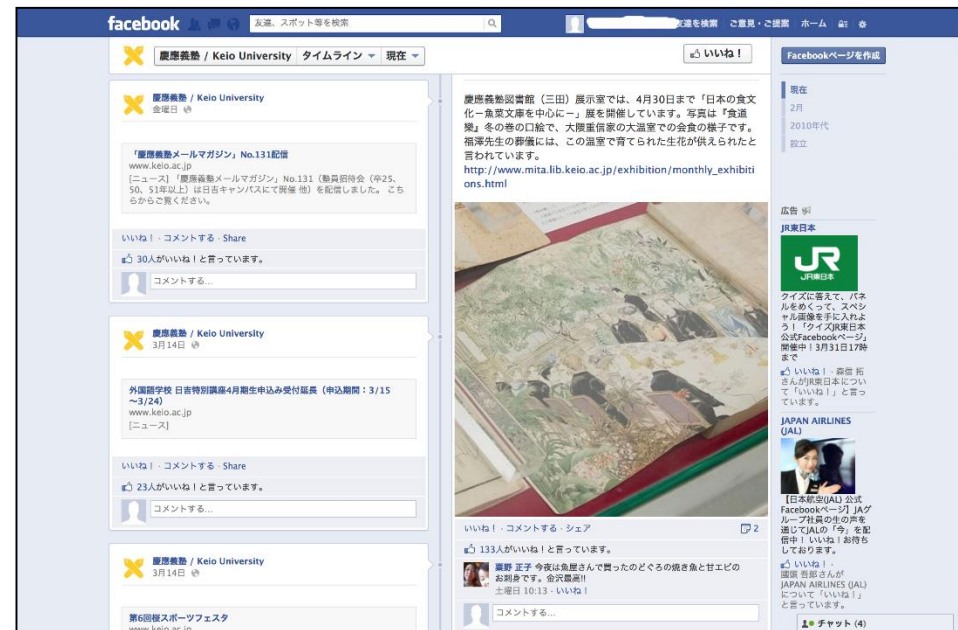 facebook
友達、スポット等を検索
友達を検索
ご意見・ご提案
ホーム
慶應義塾 / Keio University
タイムライン
現在
いいね！
Facebookページを作成
慶應義塾 / Keio University
金曜日
「慶應義塾メールマガジン」No.131配信
www.keio.ac.jp
[ニュース] 「慶應義塾メールマガジン」No.131（塾員招待会（卒25、
50、51年以上）は日吉キャンパスにて開催 他）を配信しました。 こち
らからご覧ください。
いいね！ · コメントする · Share
30人がいいね！と言っています。
コメントする...
慶應義塾 / Keio University
3月14日
外国語学校 日吉特別講座4月期生申込み受付延長（申込期間：3/15
～3/24）
www.keio.ac.jp
[ニュース]
いいね！ · コメントする · Share
23人がいいね！と言っています。
コメントする...
慶應義塾 / Keio University
3月14日
第6回桜スポーツフェスタ
www.keio.ac.jp
慶應義塾図書館（三田）展示室では、4月30日まで「日本の食文
化－魚菜文庫を中心に－」展を開催しています。写真は『食道
樂』冬の巻の口絵で、大隈重信家の大温室での会食の様子です。
福澤先生の葬儀には、この温室で育てられた生花が供えられたと
言われています。
http://www.mita.lib.keio.ac.jp/exhibition/monthly_exhibiti
ons.html
いいね！ · コメントする · シェア
2
133人がいいね！と言っています。
粟野 正子 今夜は魚屋さんで買ったのどぐろの焼き魚と甘エビの
お刺身です。金沢最高!!
土曜日 10:13 · いいね！
コメントする...
現在
2月
2010年代
設立
広告
JR東日本
JR
JR東日本
クイズに答えて、パネ
ルをめくって、スペシ
ャル画像を手に入れよ
う！「クイズJR東日本
公式Facebookページ」
開催中！3月31日17時
まで
いいね！ · 森信 拓
さんがJR東日本につい
て「いいね！」と言っ
ています。
JAPAN AIRLINES
(JAL)
【日本航空(JAL) 公式
Facebookページ】JALグ
ループ社員の生の声を
通じてJALの「今」を配
信中！ いいね！お待ち
しております。
いいね！ ·
國領 吾郎さんが
JAPAN AIRLINES (JAL)
について「いいね！」
と言っています。
チャット (4)